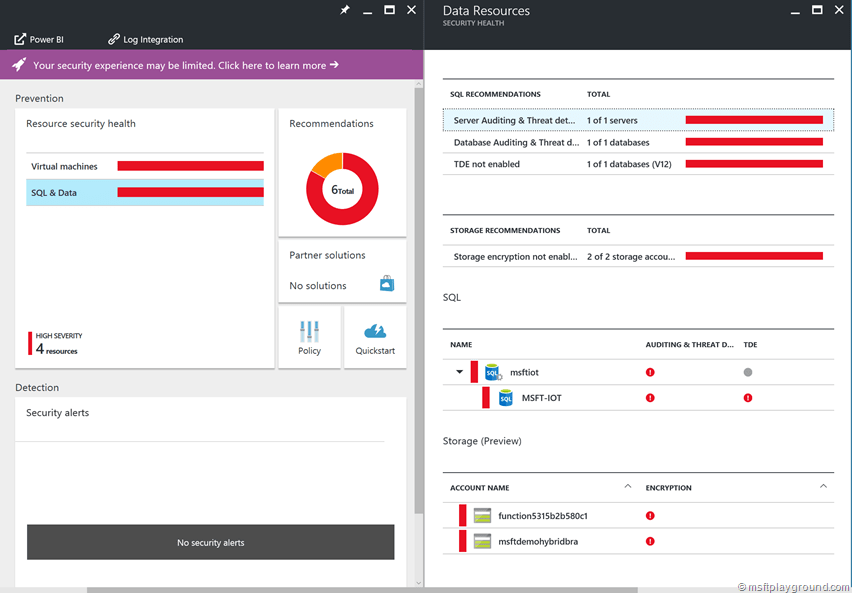 Power BI
Log Integration
Your security experience may be limited. Click here to learn more →
Prevention
Resource security health
Virtual machines
SQL & Data
HIGH SEVERITY
4 resources
Recommendations
6 Total
Partner solutions
No solutions
Policy
Quickstart
Detection
Security alerts
No security alerts
Data Resources
SECURITY HEALTH
SQL RECOMMENDATIONS TOTAL
Server Auditing & Threat det... 1 of 1 servers
Database Auditing & Threat d... 1 of 1 databases
TDE not enabled 1 of 1 databases (V12)
STORAGE RECOMMENDATIONS TOTAL
Storage encryption not enabl... 2 of 2 storage accou...
SQL
NAME AUDITING & THREAT D... TDE
SQL msftiot
SQL MSFT-IOT
Storage (Preview)
ACCOUNT NAME ENCRYPTION
function5315b2b580c1
msftdemohybridbra
© msftplayground.com